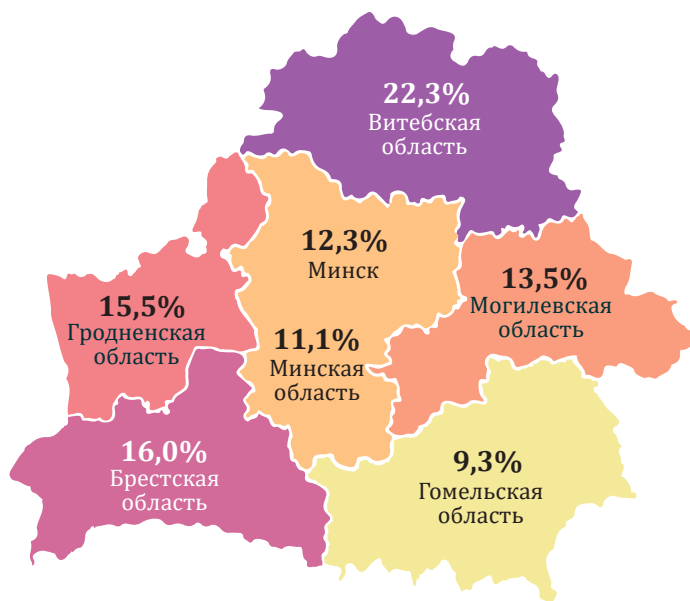 22,3%
Витебская
область
12,3%
Минск
13,5%
Могилевская
область
15,5%
Гродненская
область
11,1%
Минская
область
16,0%
Брестская
область
9,3%
Гомельская
область